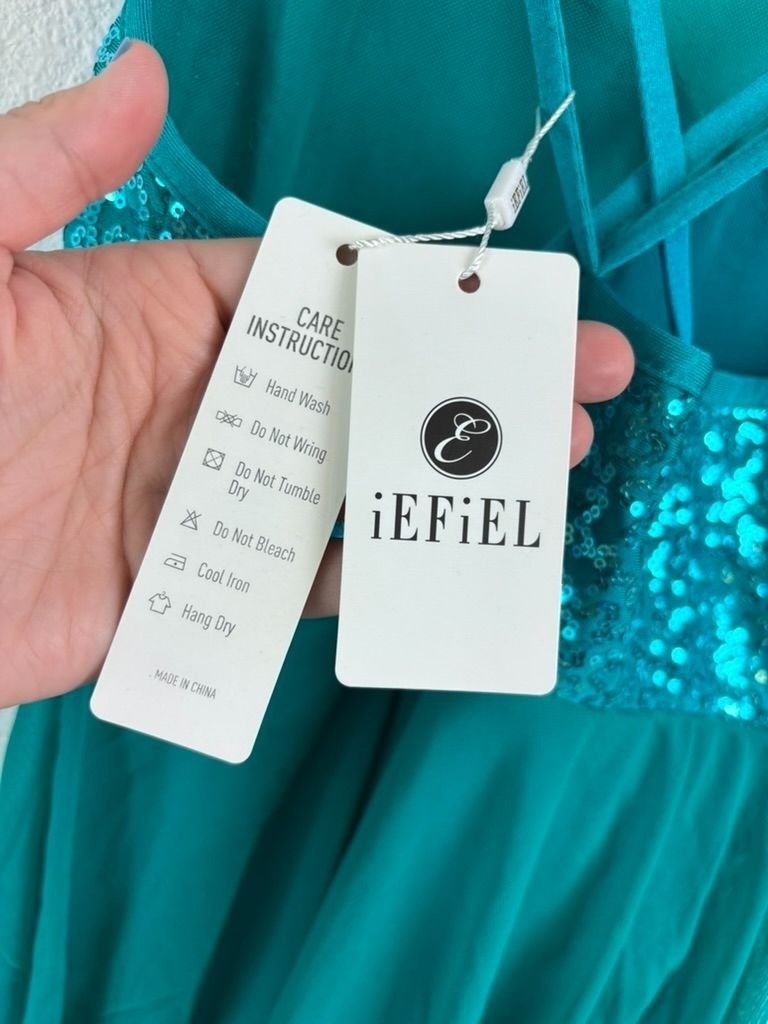 iEFiEL
CARE
INSTRUCTIO
Hand Wash
Do Not Wring
Do Not Tumble
Dry
Do Not Bleach
Cool Iron
Hang Dry
. MADE IN CHINA
E
iEFiEL